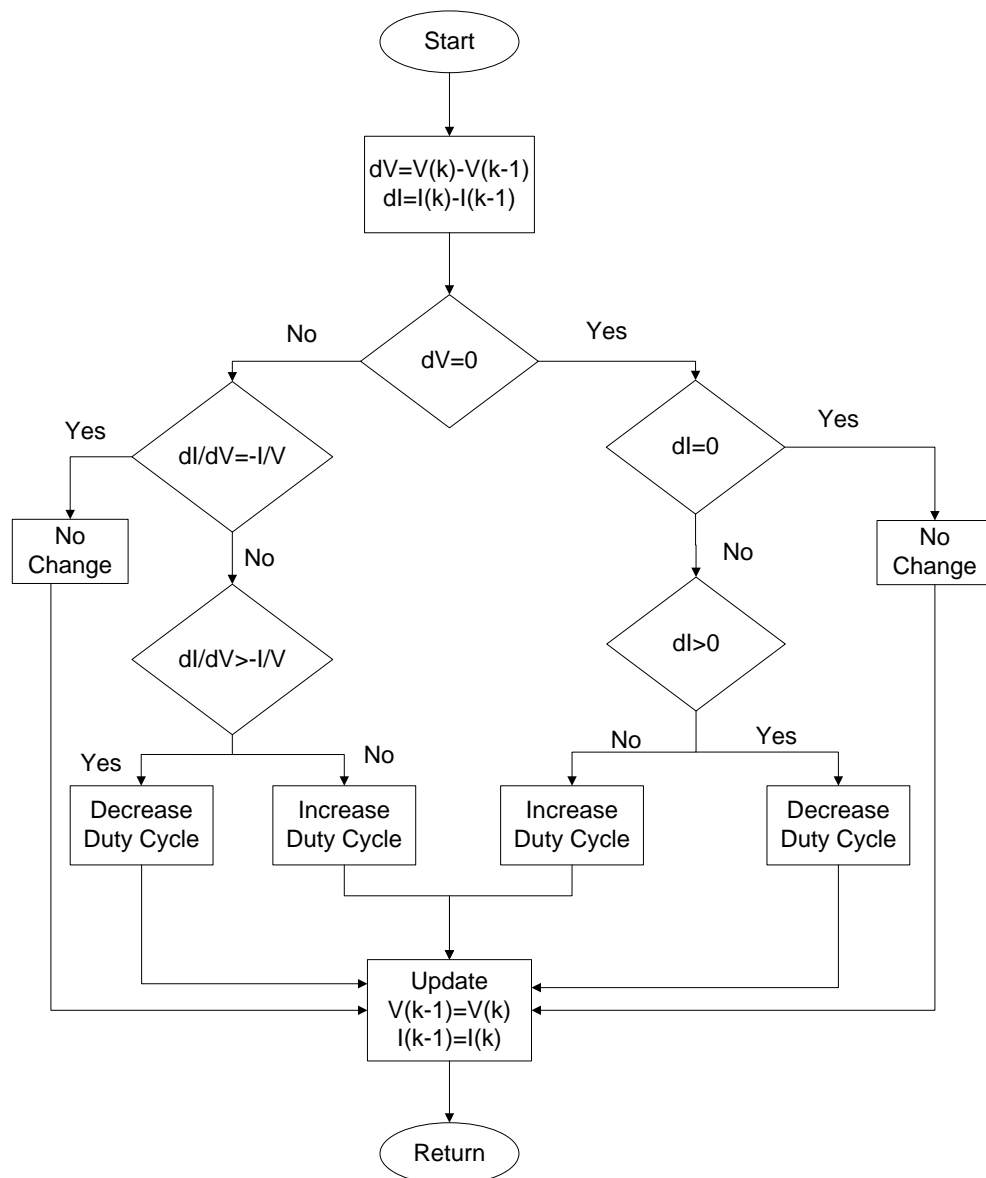 Start
dV=V(k)-V(k-1)
dI=I(k)-I(k-1)
No
Yes
dV=0
Yes
dI/dV=-I/V
dI=0
Yes
No
Change
No
No
No
Change
dI/dV>-I/V
dI>0
Yes
No
No
Yes
Decrease
Duty Cycle
Increase
Duty Cycle
Increase
Duty Cycle
Decrease
Duty Cycle
Update
V(k-1)=V(k)
I(k-1)=I(k)
Return